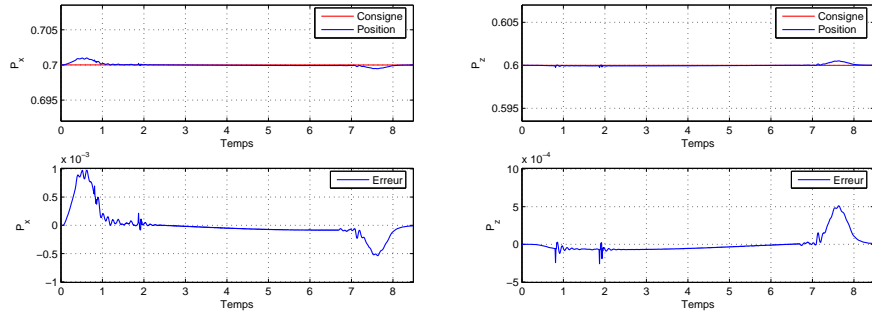 0.705
0.7
0.695
P_x
Consigne
Position
0 1 2 3 4 5 6 7 8
Temps
0.605
0.6
0.595
P_z
Consigne
Position
0 1 2 3 4 5 6 7 8
Temps
x 10^−3
1
0.5
0
−0.5
−1
P_x
Erreur
0 1 2 3 4 5 6 7 8
Temps
x 10^−4
10
5
0
−5
P_z
Erreur
0 1 2 3 4 5 6 7 8
Temps